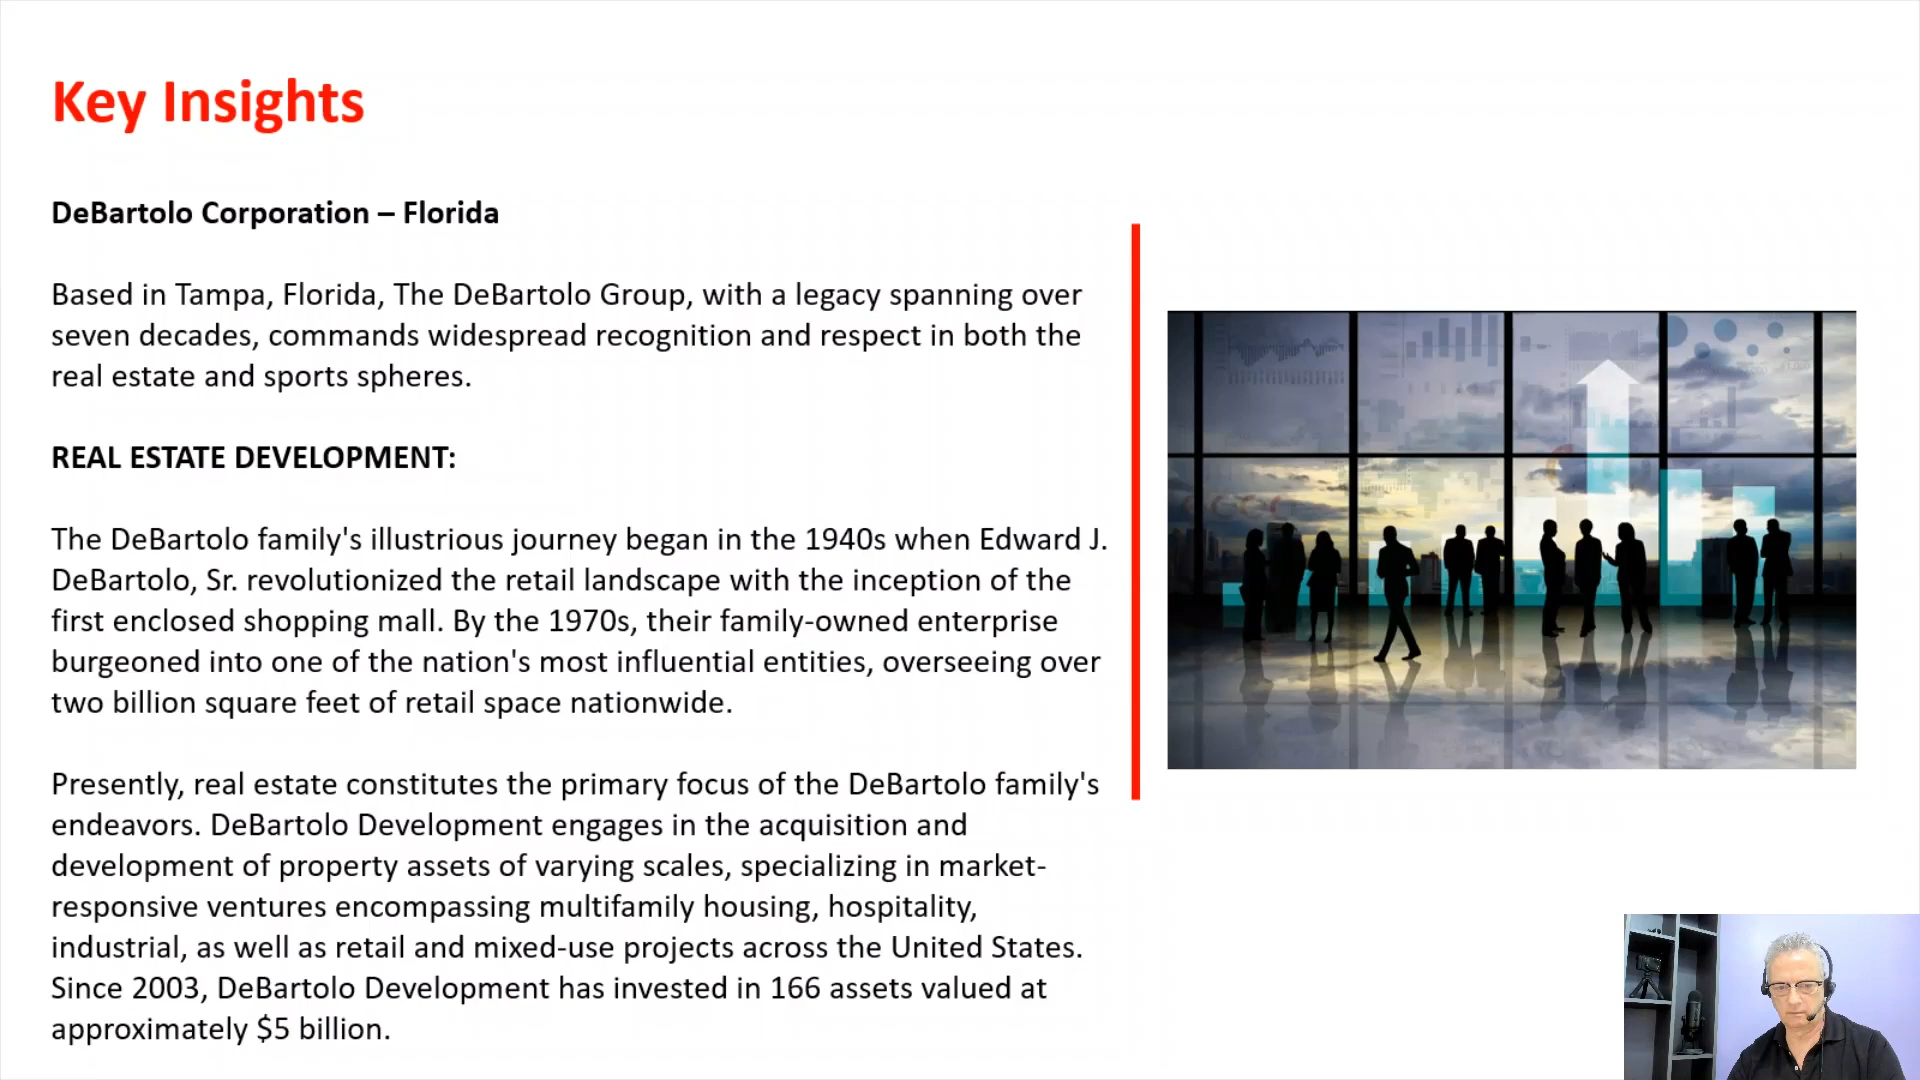 Key Insights
DeBartolo Corporation – Florida
Based in Tampa, Florida, The DeBartolo Group, with a legacy spanning over
seven decades, commands widespread recognition and respect in both the
real estate and sports spheres.
REAL ESTATE DEVELOPMENT:
The DeBartolo family's illustrious journey began in the 1940s when Edward J.
DeBartolo, Sr. revolutionized the retail landscape with the inception of the
first enclosed shopping mall. By the 1970s, their family-owned enterprise
burgeoned into one of the nation's most influential entities, overseeing over
two billion square feet of retail space nationwide.
Presently, real estate constitutes the primary focus of the DeBartolo family's
endeavors. DeBartolo Development engages in the acquisition and
development of property assets of varying scales, specializing in market-
responsive ventures encompassing multifamily housing, hospitality,
industrial, as well as retail and mixed-use projects across the United States.
Since 2003, DeBartolo Development has invested in 166 assets valued at
approximately $5 billion.